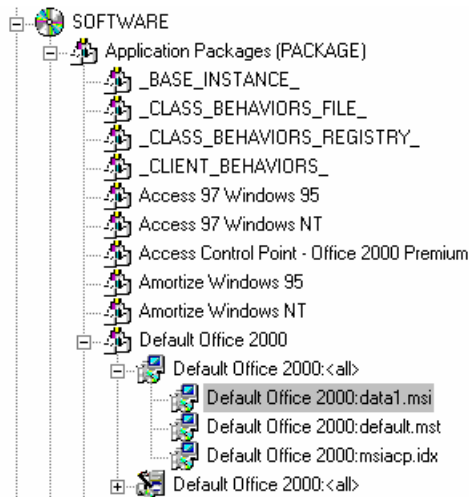 SOFTWARE
Application Packages (PACKAGE)
_BASE_INSTANCE_
_CLASS_BEHAVIORS_FILE_
_CLASS_BEHAVIORS_REGISTRY_
_CLIENT_BEHAVIORS_
Access 97 Windows 95
Access 97 Windows NT
Access Control Point - Office 2000 Premium
Amortize Windows 95
Amortize Windows NT
Default Office 2000
Default Office 2000:<all>
Default Office 2000:data1.msi
Default Office 2000:default.mst
Default Office 2000:msiacp.idx
Default Office 2000:<all>